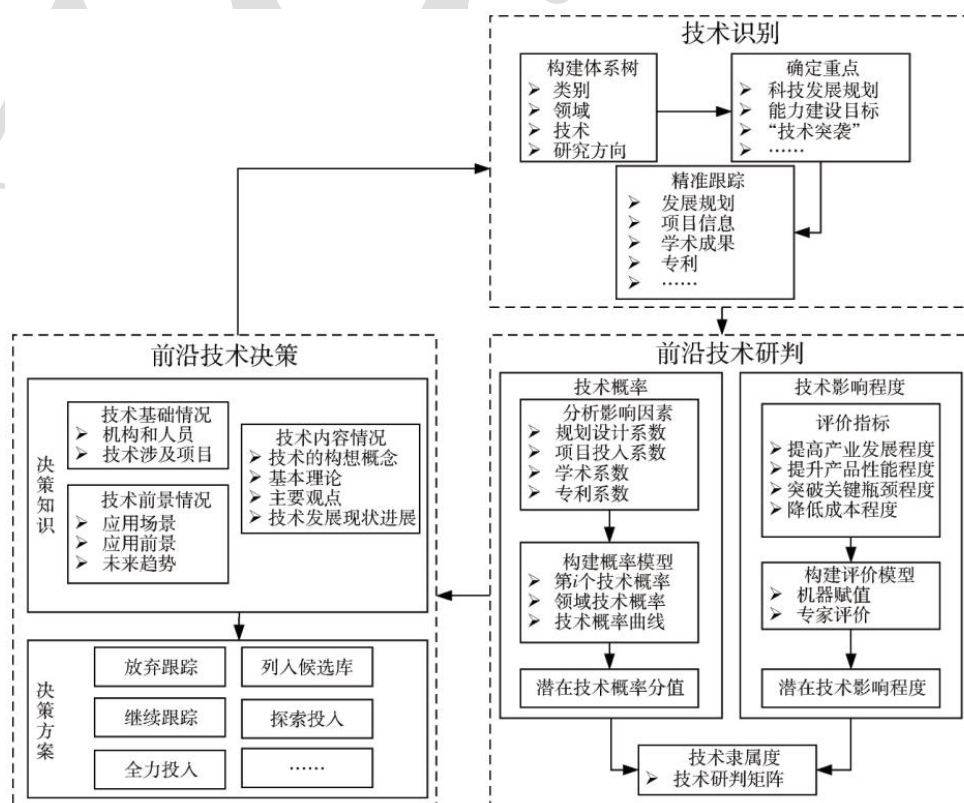 技术识别
构建体系树
➢ 类别
➢ 领域
➢ 技术
➢ 研究方向
确定重点
➢ 科技发展规划
➢ 能力建设目标
➢ “技术突袭”
➢ ……
精准跟踪
➢ 发展规划
➢ 项目信息
➢ 学术成果
➢ 专利
➢ ……
前沿技术决策
决策知识
技术基础情况
➢ 机构和人员
➢ 技术涉及项目
技术前景情况
➢ 应用场景
➢ 应用前景
➢ 未来趋势
技术内容情况
➢ 技术的构想概念
➢ 基本理论
➢ 主要观点
➢ 技术发展现状进展
决策方案
放弃跟踪
列入候选库
继续跟踪
探索投入
全力投入
……
前沿技术研判
技术概率
分析影响因素
➢ 规划设计系数
➢ 项目投入系数
➢ 学术系数
➢ 专利系数
构建概率模型
➢ 第i个技术概率
➢ 领域技术概率
➢ 技术概率曲线
潜在技术概率分值
技术影响程度
评价指标
➢ 提高产业发展程度
➢ 提升产品性能程度
➢ 突破关键瓶颈程度
➢ 降低成本程度
构建评价模型
➢ 机器赋值
➢ 专家评价
潜在技术影响程度
技术隶属度
➢ 技术研判矩阵